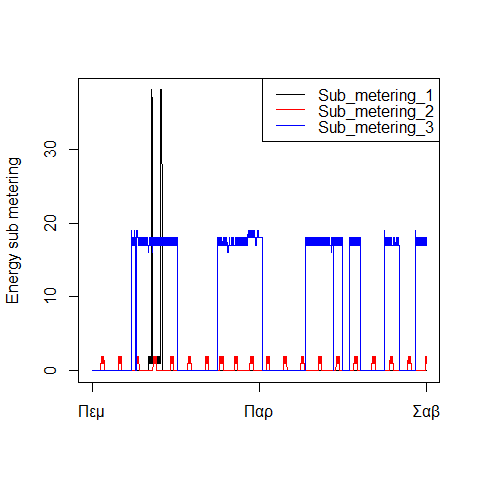 Sub_metering_1
Sub_metering_2
Sub_metering_3
Energy sub metering
30
20
10
0
Πεμ Παρ Σαβ